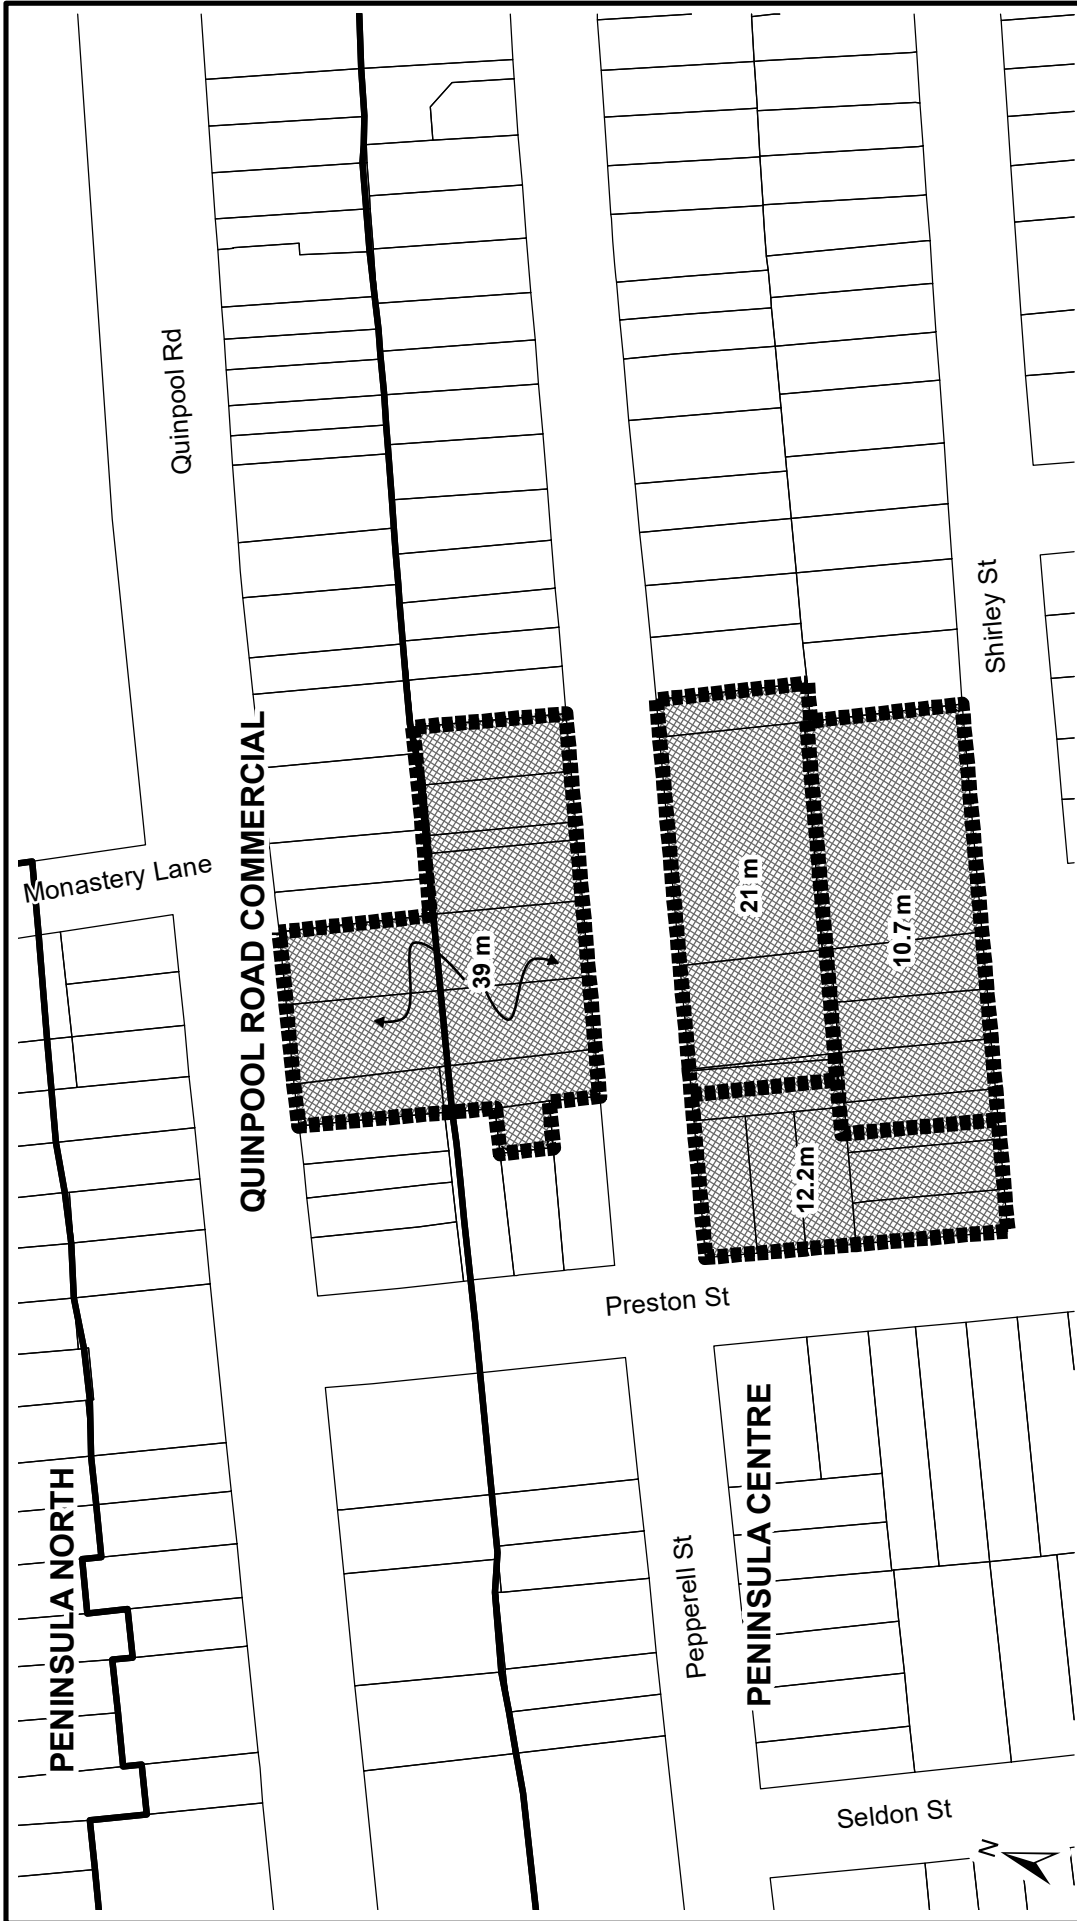 Quinpool Rd
Shirley St
QUINPOOL ROAD COMMERCIAL
Monastery Lane
21 m
10.7 m
39 m
12.2m
Preston St
PENINSULA NORTH
PENINSULA CENTRE
Pepperell St
Seldon St
N